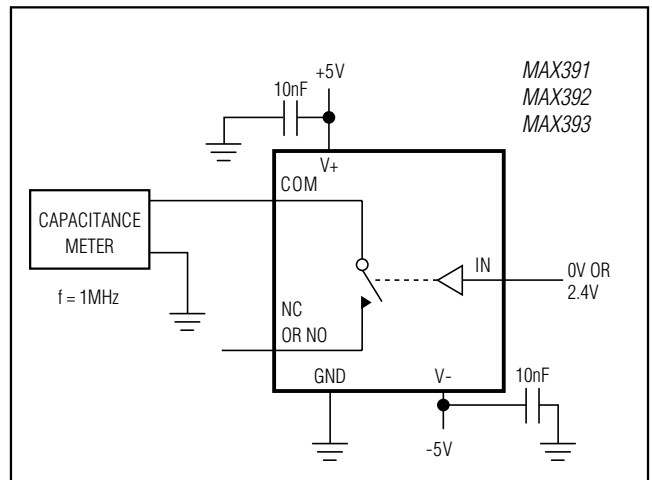 +5V
10nF
MAX391
MAX392
MAX393
V+
COM
CAPACITANCE
METER
f = 1MHz
IN
0V OR
2.4V
NC
OR NO
GND
V-
10nF
-5V